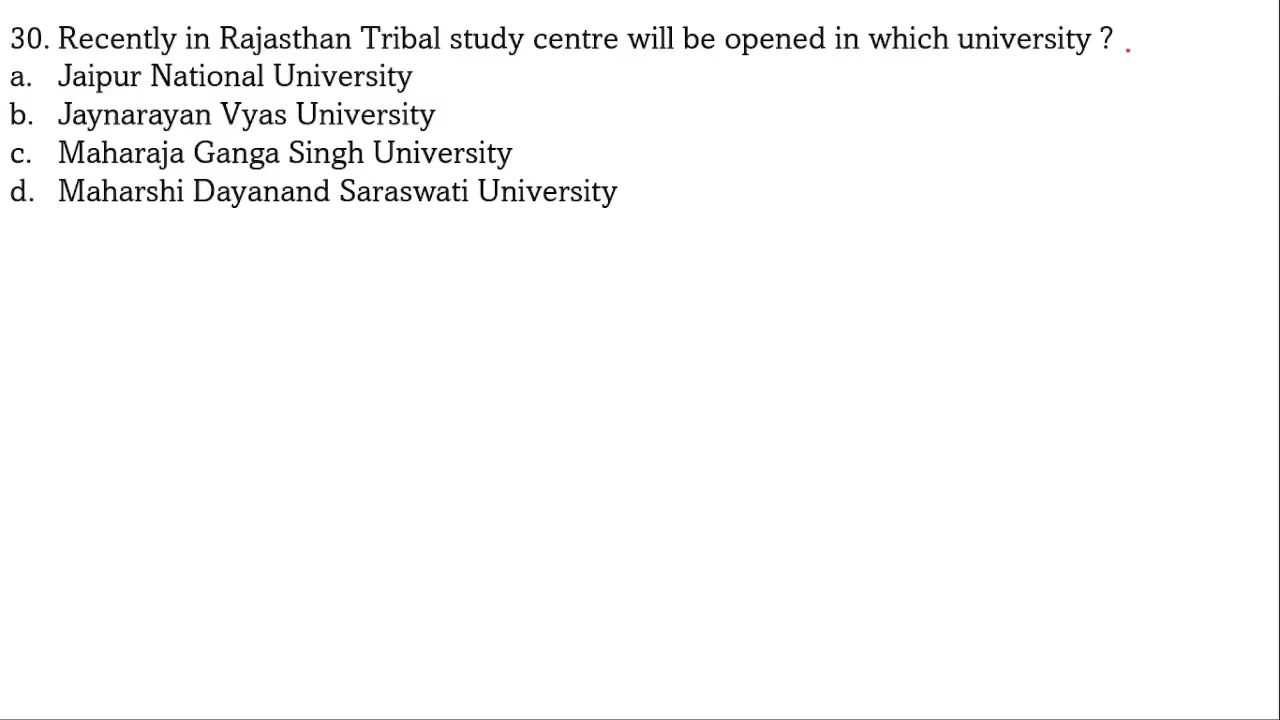 30. Recently in Rajasthan Tribal study centre will be opened in which university ?
a. Jaipur National University
b. Jaynarayan Vyas University
c. Maharaja Ganga Singh University
d. Maharshi Dayanand Saraswati University